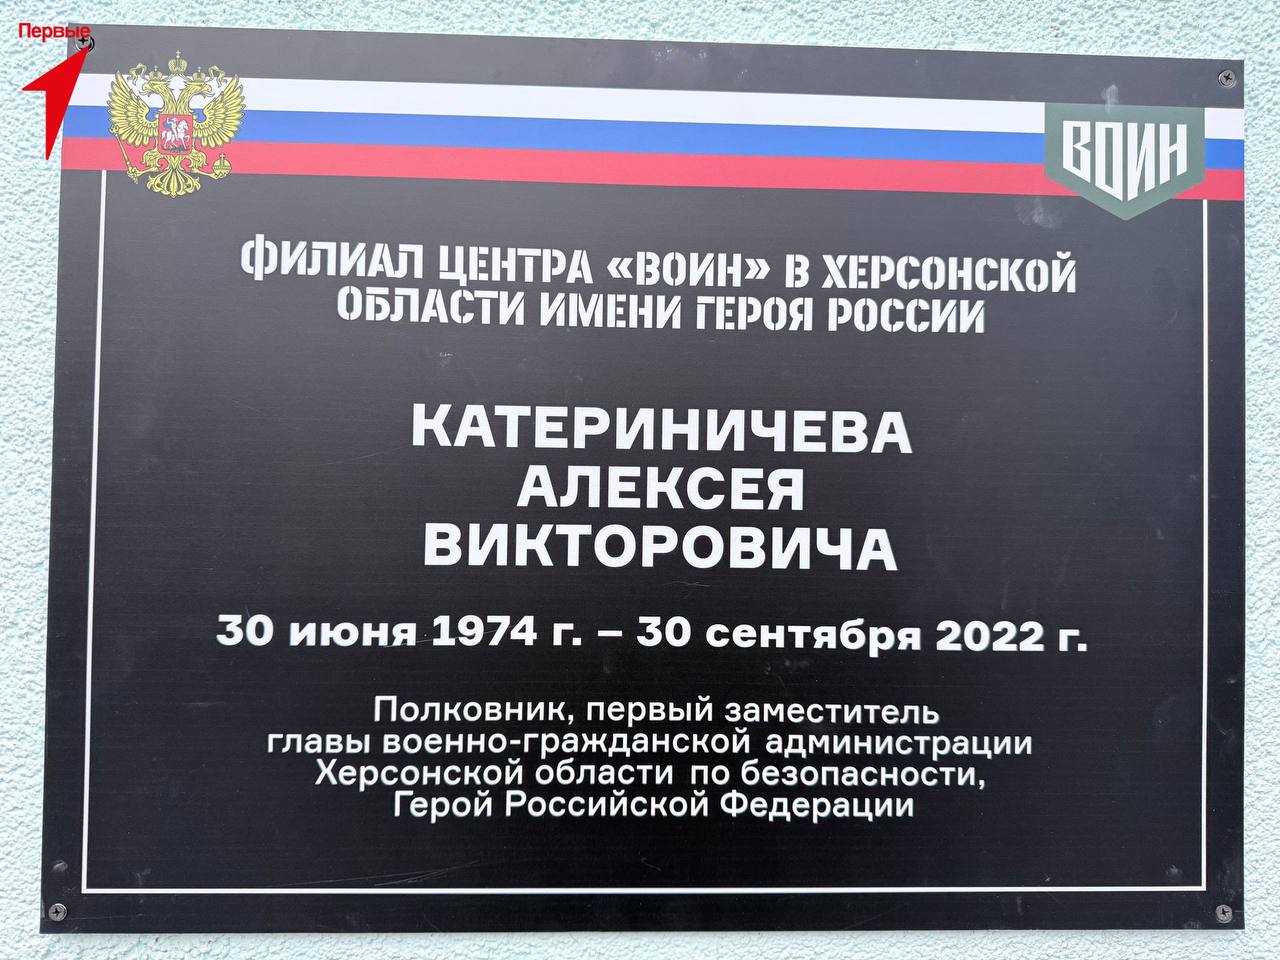 Первые
ВОИН
ФИЛИАЛ ЦЕНТРА «ВОИН» В ХЕРСОНСКОЙ
ОБЛАСТИ ИМЕНИ ГЕРОЯ РОССИИ
КАТЕРИНИЧЕВА
АЛЕКСЕЯ
ВИКТОРОВИЧА
30 июня 1974 г. – 30 сентября 2022 г.
Полковник, первый заместитель
главы военно-гражданской администрации
Херсонской области по безопасности,
Герой Российской Федерации